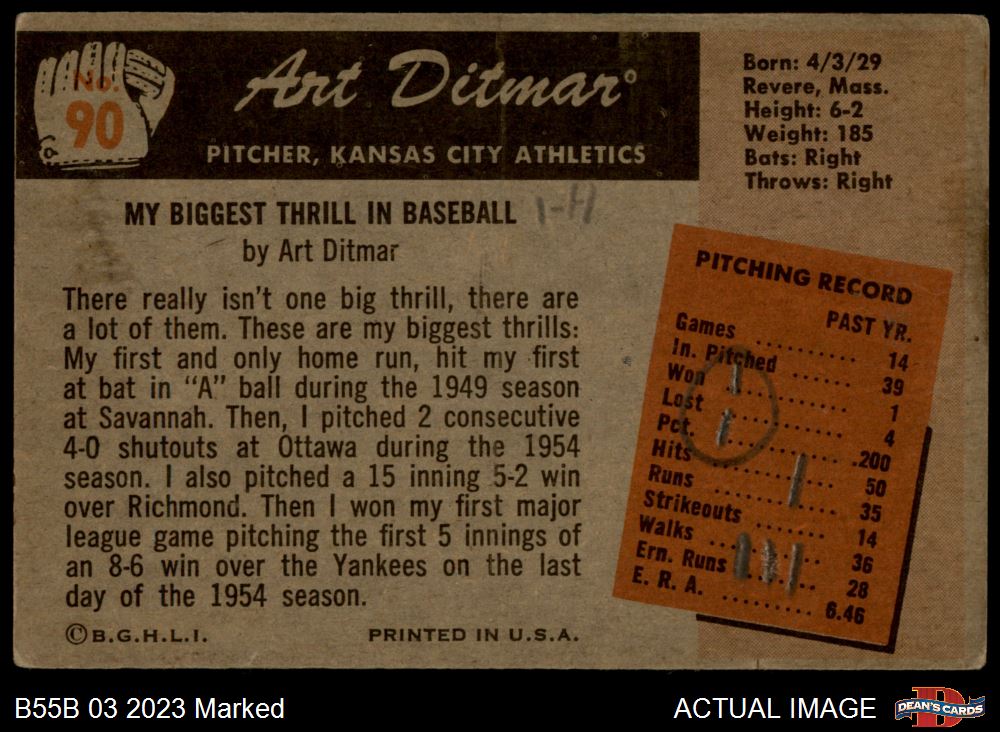 No.
90
Art Ditmar
PITCHER, KANSAS CITY ATHLETICS
Born: 4/3/29
Revere, Mass.
Height: 6-2
Weight: 185
Bats: Right
Throws: Right
MY BIGGEST THRILL IN BASEBALL
1-H
by Art Ditmar
There really isn't one big thrill, there are
a lot of them. These are my biggest thrills:
My first and only home run, hit my first
at bat in "A" ball during the 1949 season
at Savannah. Then, I pitched 2 consecutive
4-0 shutouts at Ottawa during the 1954
season. I also pitched a 15 inning 5-2 win
over Richmond. Then I won my first major
league game pitching the first 5 innings of
an 8-6 win over the Yankees on the last
day of the 1954 season.
©B.G.H.L.I. PRINTED IN U.S.A.
PITCHING RECORD
PAST YR.
Games .......... 14
In. Pitched ...... 39
Won .......... 1
Lost .......... 4
Pct. .......... .200
Hits .......... 50
Runs .......... 35
Strikeouts ....... 14
Walks .......... 36
Ern. Runs ....... 28
E. R. A. ......... 6.46
B55B 03 2023 Marked
ACTUAL IMAGE
DEAN'S CARDS